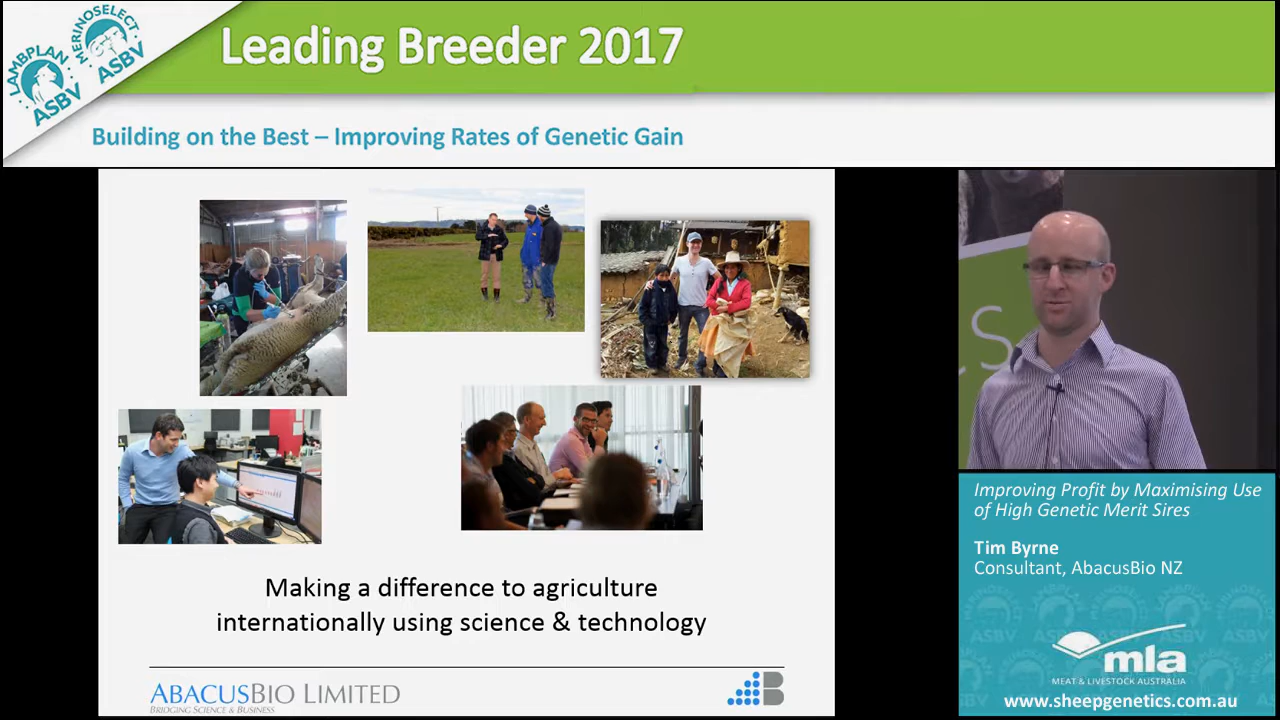 LAMBPLAN
ASBV
MERINOSELECT
ASBV
Leading Breeder 2017
Building on the Best – Improving Rates of Genetic Gain
Making a difference to agriculture
internationally using science & technology
ABACUSBIO LIMITED
BRIDGING SCIENCE & BUSINESS
B
S
Improving Profit by Maximising Use
of High Genetic Merit Sires
Tim Byrne
Consultant, AbacusBio NZ
mla
MEAT & LIVESTOCK AUSTRALIA
www.sheepgenetics.com.au